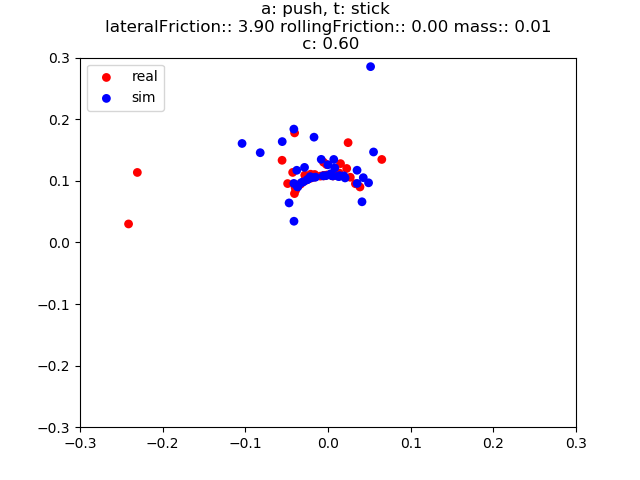 a: push, t: stick
lateralFriction:: 3.90 rollingFriction:: 0.00 mass:: 0.01
c: 0.60
real
sim
0.3
0.2
0.1
0.0
−0.1
−0.2
−0.3
−0.3 −0.2 −0.1 0.0 0.1 0.2 0.3